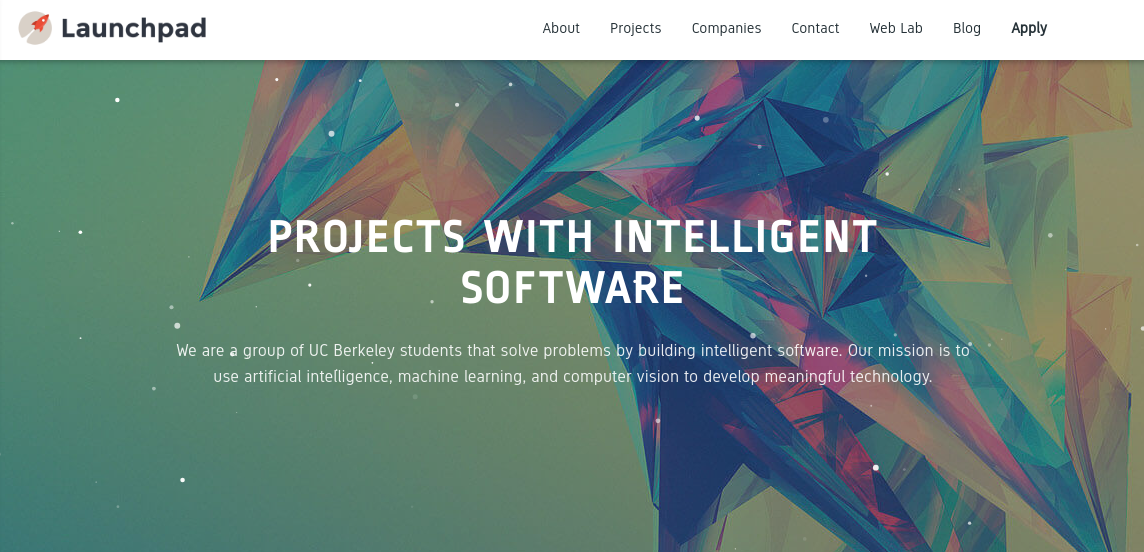 Launchpad
About Projects Companies Contact Web Lab Blog Apply
PROJECTS WITH INTELLIGENT
SOFTWARE
We are a group of UC Berkeley students that solve problems by building intelligent software. Our mission is to
use artificial intelligence, machine learning, and computer vision to develop meaningful technology.